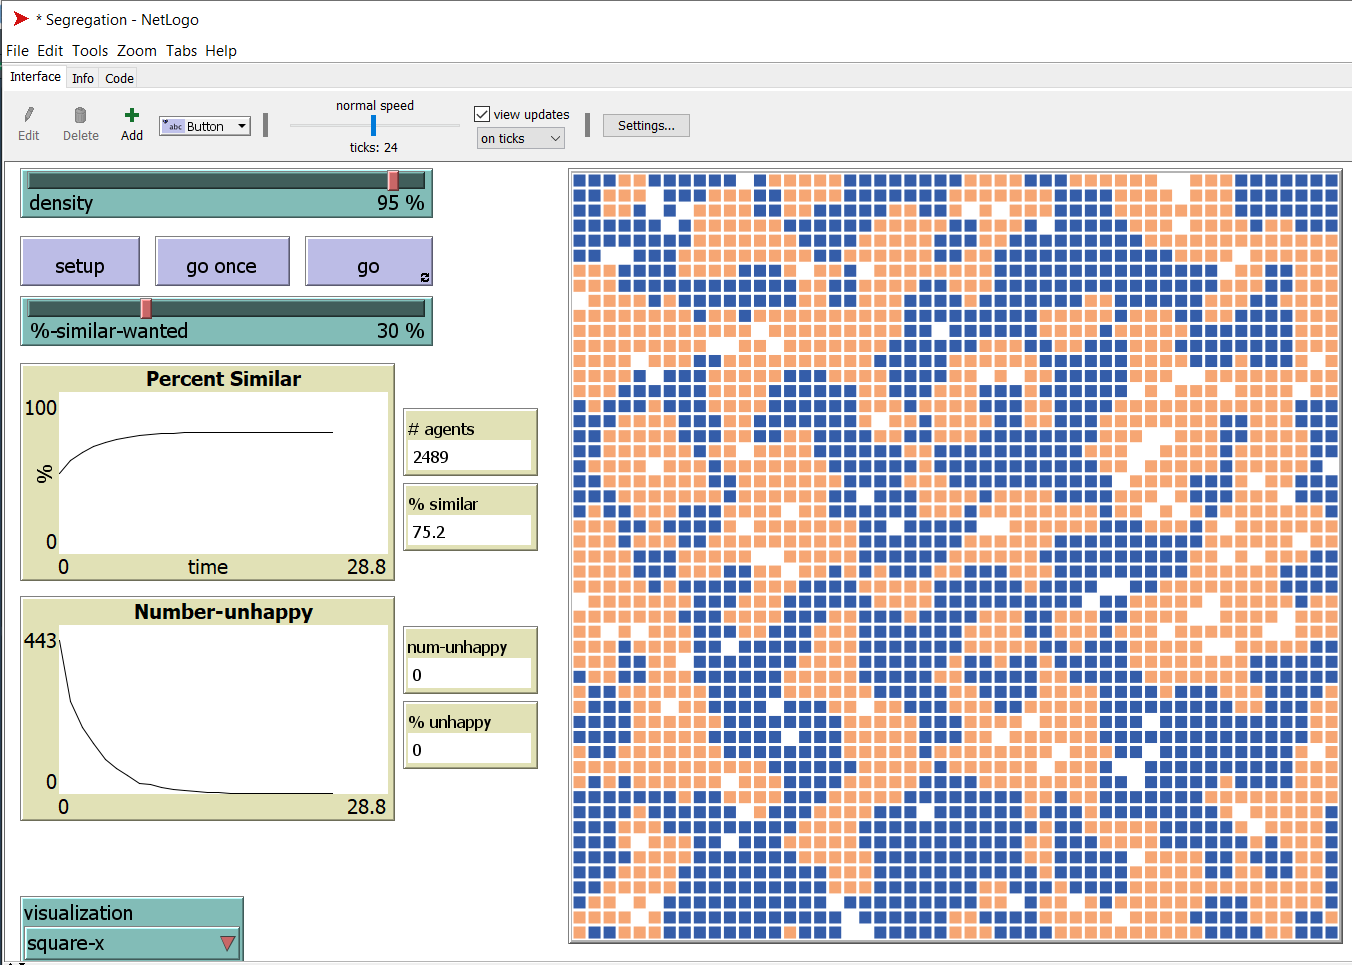 * Segregation - NetLogo
File Edit Tools Zoom Tabs Help
Interface Info Code
normal speed
view updates
Edit Delete Add abc Button
on ticks
Settings...
ticks: 24
density 95 %
setup go once go
%-similar-wanted 30 %
Percent Similar
100
%
0
0 time 28.8
# agents
2489
% similar
75.2
Number-unhappy
443
0
0 28.8
num-unhappy
0
% unhappy
0
visualization
square-x